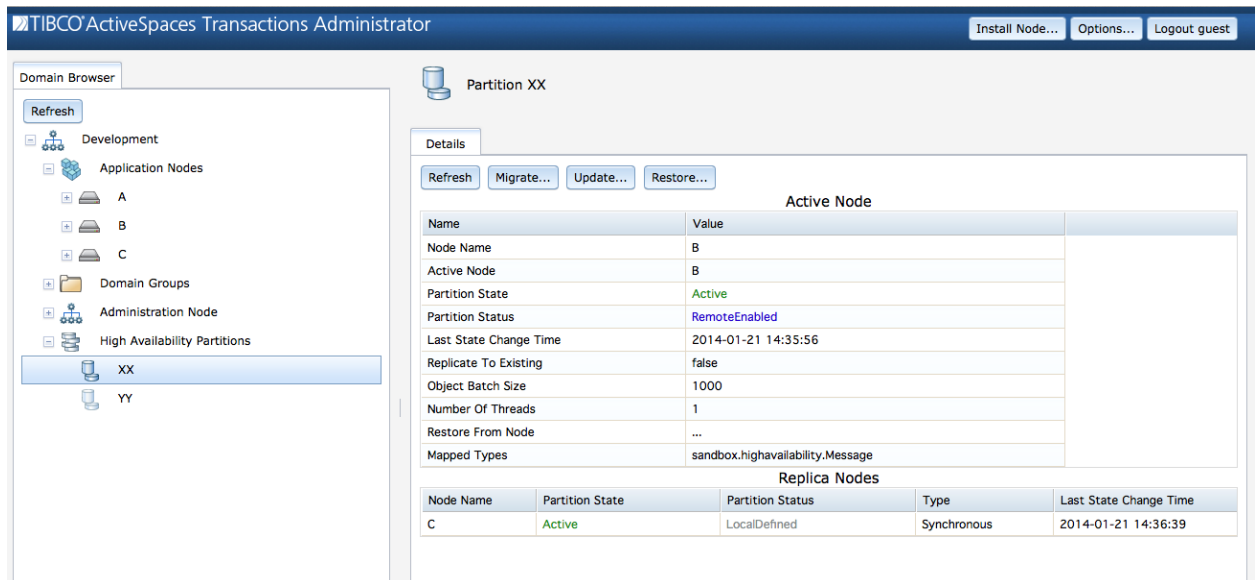 TIBCO® ActiveSpaces Transactions Administrator
Install Node... Options... Logout guest
Domain Browser
Refresh
Development
Application Nodes
A
B
C
Domain Groups
Administration Node
High Availability Partitions
XX
YY
Partition XX
Details
Refresh Migrate... Update... Restore...
Active Node
Name Value
Node Name B
Active Node B
Partition State Active
Partition Status RemoteEnabled
Last State Change Time 2014-01-21 14:35:56
Replicate To Existing false
Object Batch Size 1000
Number Of Threads 1
Restore From Node ...
Mapped Types sandbox.highavailability.Message
Replica Nodes
Node Name Partition State Partition Status Type Last State Change Time
C Active LocalDefined Synchronous 2014-01-21 14:36:39